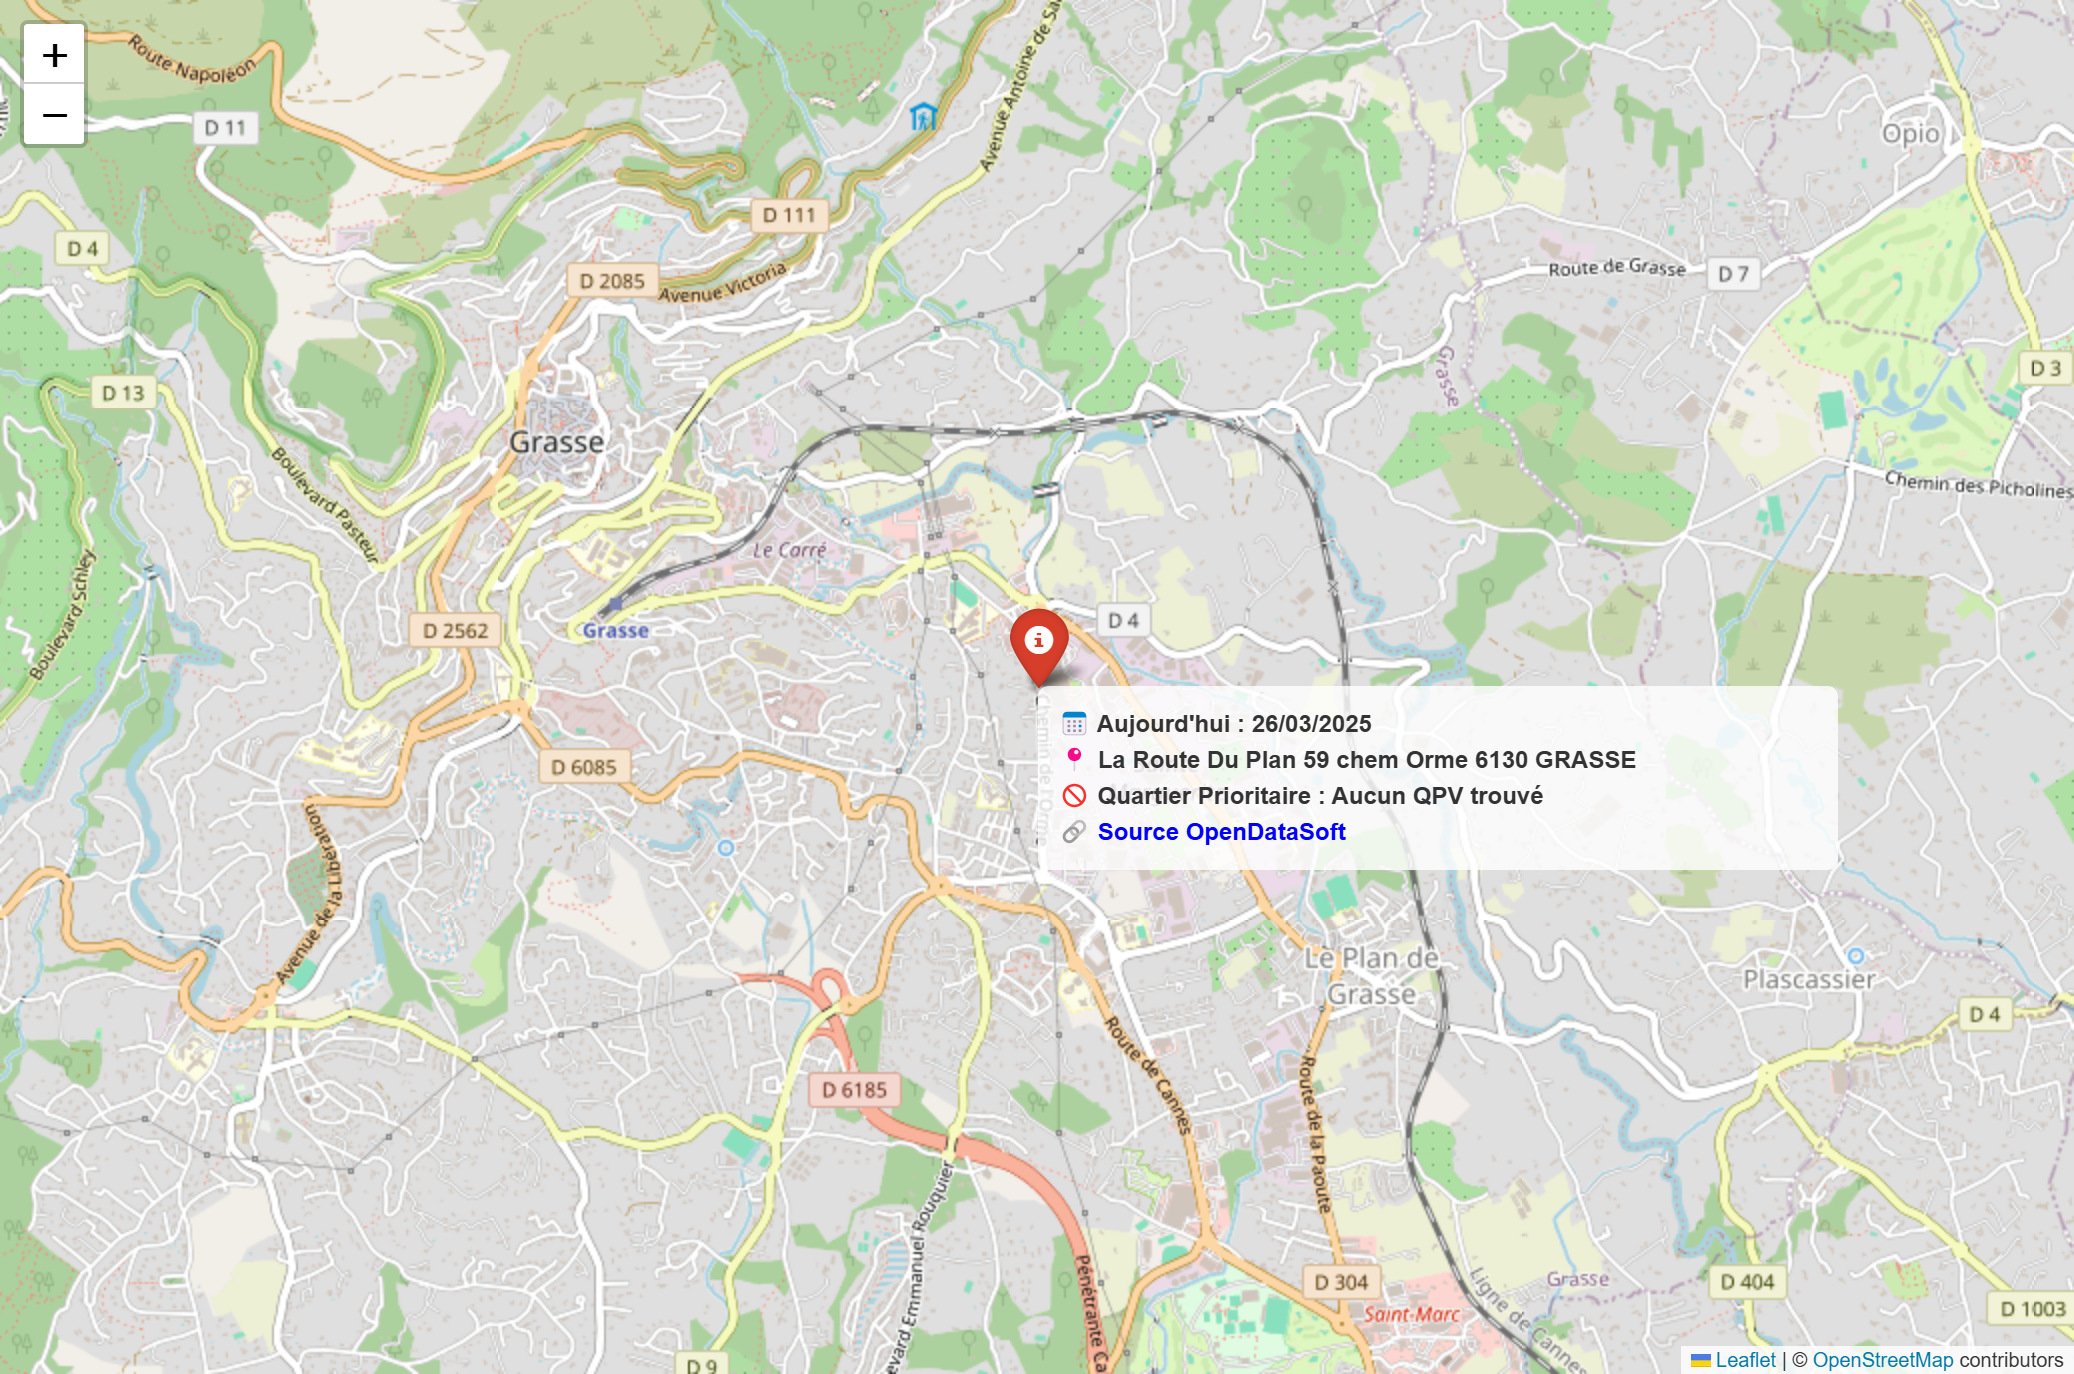 +
−
Route Napoléon
D 11
Avenue Antoine de Sa
Opio
D 4
D 111
D 2085
Avenue Victoria
Route de Grasse
D 7
D 3
D 13
Grasse
Grasse
Boulevard Pasteur
Chemin des Picholines
Le Carré
Boulevard Schley
D 2562
Grasse
D 4
Aujourd'hui : 26/03/2025
La Route Du Plan 59 chem Orme 6130 GRASSE
Quartier Prioritaire : Aucun QPV trouvé
Source OpenDataSoft
D 6085
Avenue de la Libération
Le Plan de
Grasse
Plascassier
D 4
Route de Cannes
D 6185
Route de la Paoute
evard Emmanuel Rouquier
Pénétrante Ca
D 304
Grasse
D 404
Saint-Marc
Ligne de Cannes
D 1003
D 9
Leaflet | © OpenStreetMap contributors